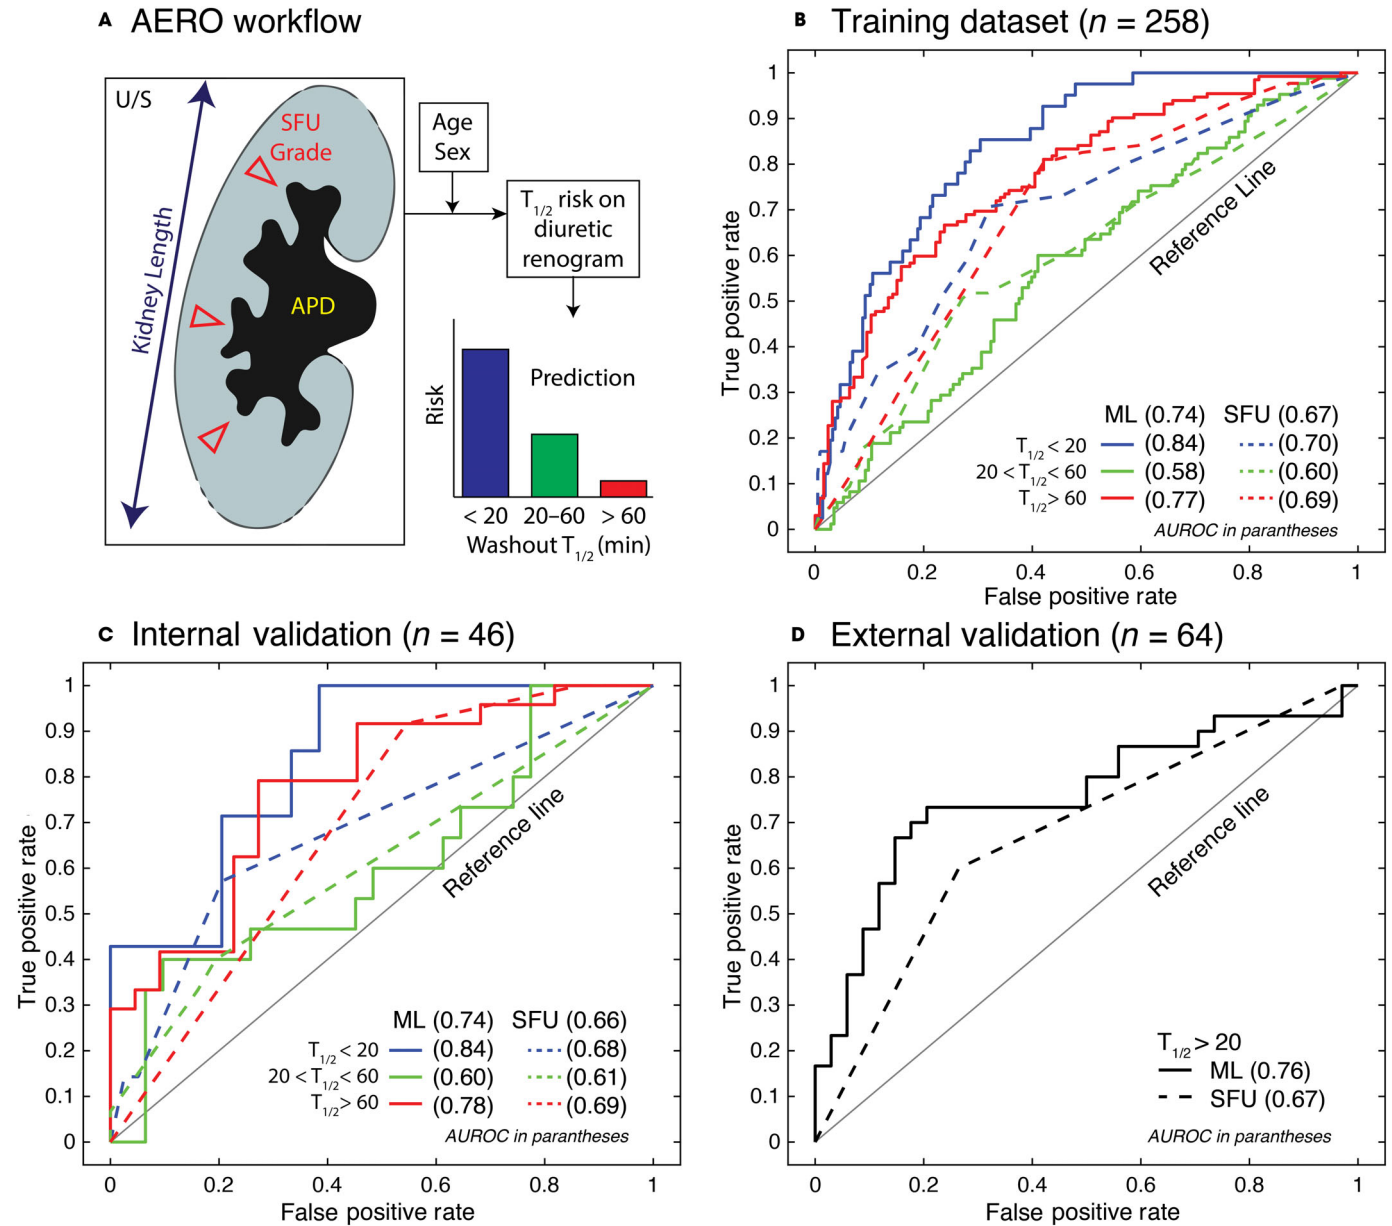 A AERO workflow
U/S
Kidney Length
SFU
Grade
APD
Age
Sex
T1/2 risk on
diuretic
renogram
Risk
Prediction
< 20 20–60 > 60
Washout T1/2 (min)
B Training dataset (n = 258)
True positive rate
1
0.9
0.8
0.7
0.6
0.5
0.4
0.3
0.2
0.1
0
Reference Line
ML (0.74) SFU (0.67)
T1/2 < 20 (0.84) (0.70)
20 < T1/2 < 60 (0.58) (0.60)
T1/2 > 60 (0.77) (0.69)
AUROC in parantheses
0 0.2 0.4 0.6 0.8 1
False positive rate
C Internal validation (n = 46)
True positive rate
1
0.9
0.8
0.7
0.6
0.5
0.4
0.3
0.2
0.1
0
Reference line
ML (0.74) SFU (0.66)
T1/2 < 20 (0.84) (0.68)
20 < T1/2 < 60 (0.60) (0.61)
T1/2 > 60 (0.78) (0.69)
AUROC in parantheses
0 0.2 0.4 0.6 0.8 1
False positive rate
D External validation (n = 64)
True positive rate
1
0.9
0.8
0.7
0.6
0.5
0.4
0.3
0.2
0.1
0
Reference line
T1/2 > 20
ML (0.76)
SFU (0.67)
AUROC in parantheses
0 0.2 0.4 0.6 0.8 1
False positive rate